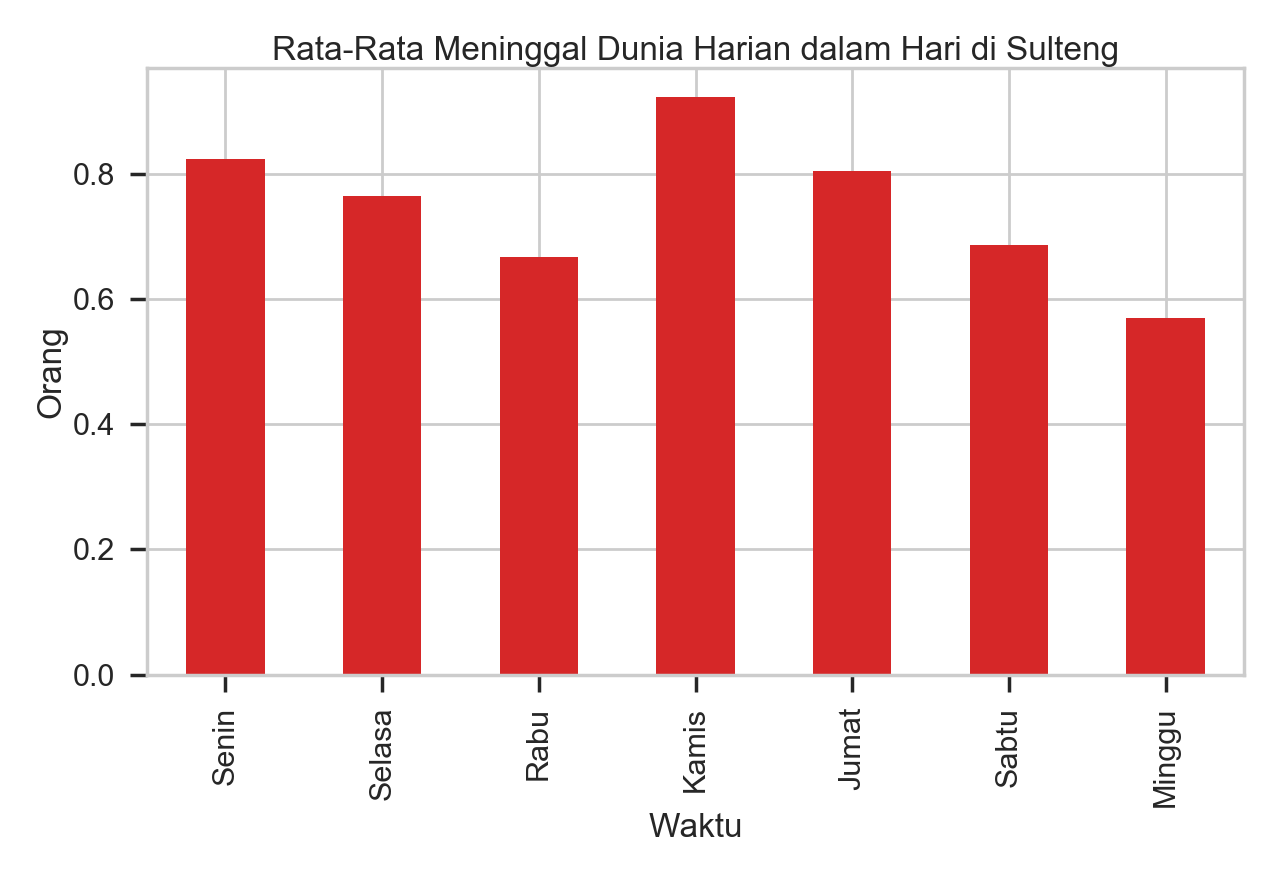 Rata-Rata Meninggal Dunia Harian dalam Hari di Sulteng
Orang
0.8
0.6
0.4
0.2
0.0
Senin
Selasa
Rabu
Kamis
Jumat
Sabtu
Minggu
Waktu